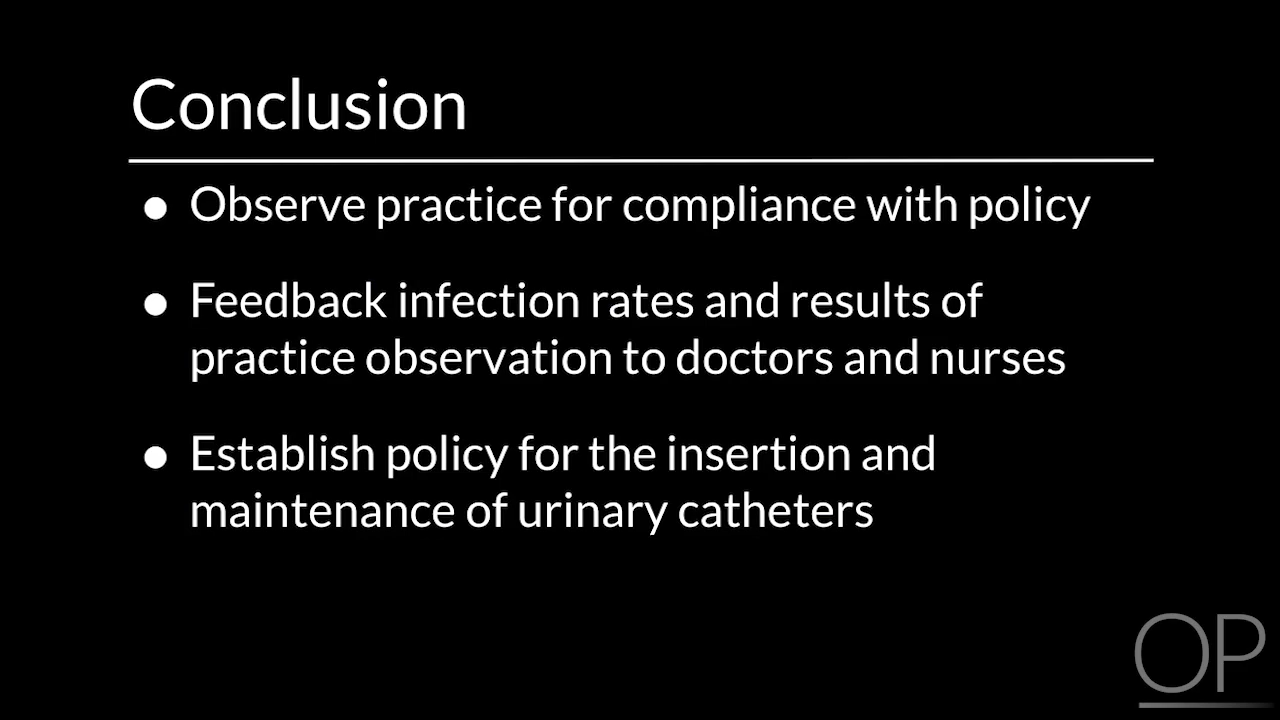 Conclusion
● Observe practice for compliance with policy
● Feedback infection rates and results of
practice observation to doctors and nurses
● Establish policy for the insertion and
maintenance of urinary catheters
OP